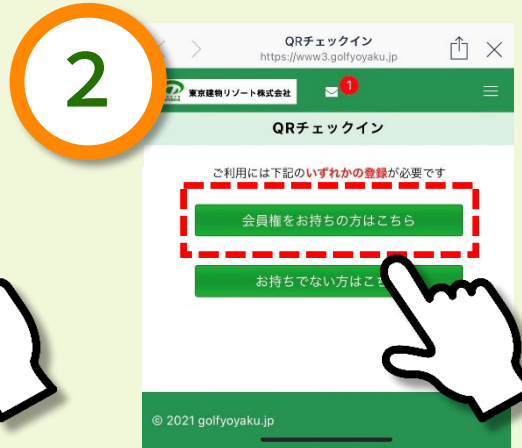 2
QRチェックイン
https://www3.golfyoyaku.jp
東京建物リゾート株式会社
1
QRチェックイン
ご利用には下記のいずれかの登録が必要です
会員権をお持ちの方はこちら
お持ちでない方はこ
© 2021 golfyoyaku.jp